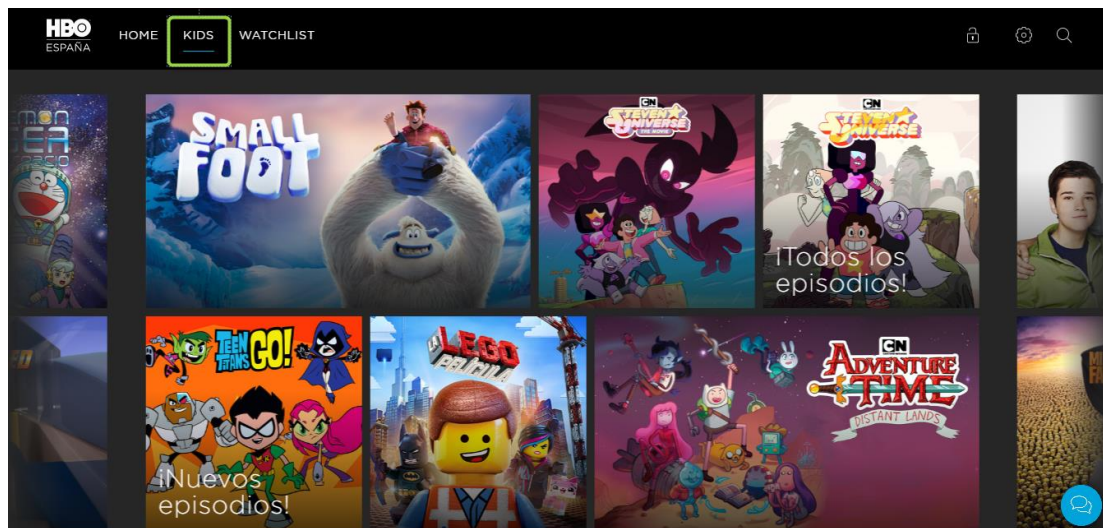 HBO
ESPAÑA
HOME
KIDS
WATCHLIST
SMALL
FOOT
CN
STEVEN
UNIVERSE
THE MOVIE
CN
STEVEN
UNIVERSE
¡Todos los
episodios!
TEEN
TITANS GO!
¡Nuevos
episodios!
LA
LEGO
PELÍCULA
CN
ADVENTURE
TIME
DISTANT LANDS